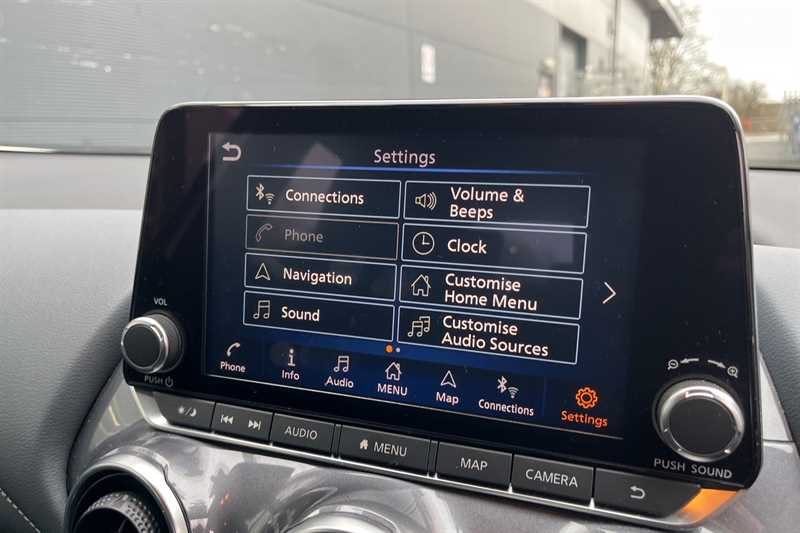 Settings
Connections
Volume &
Beeps
Phone
Clock
Navigation
Customise
Home Menu
Sound
Customise
Audio Sources
Phone
Info
Audio
MENU
Map
Connections
Settings
VOL
PUSH
AUDIO
MENU
MAP
CAMERA
PUSH SOUND